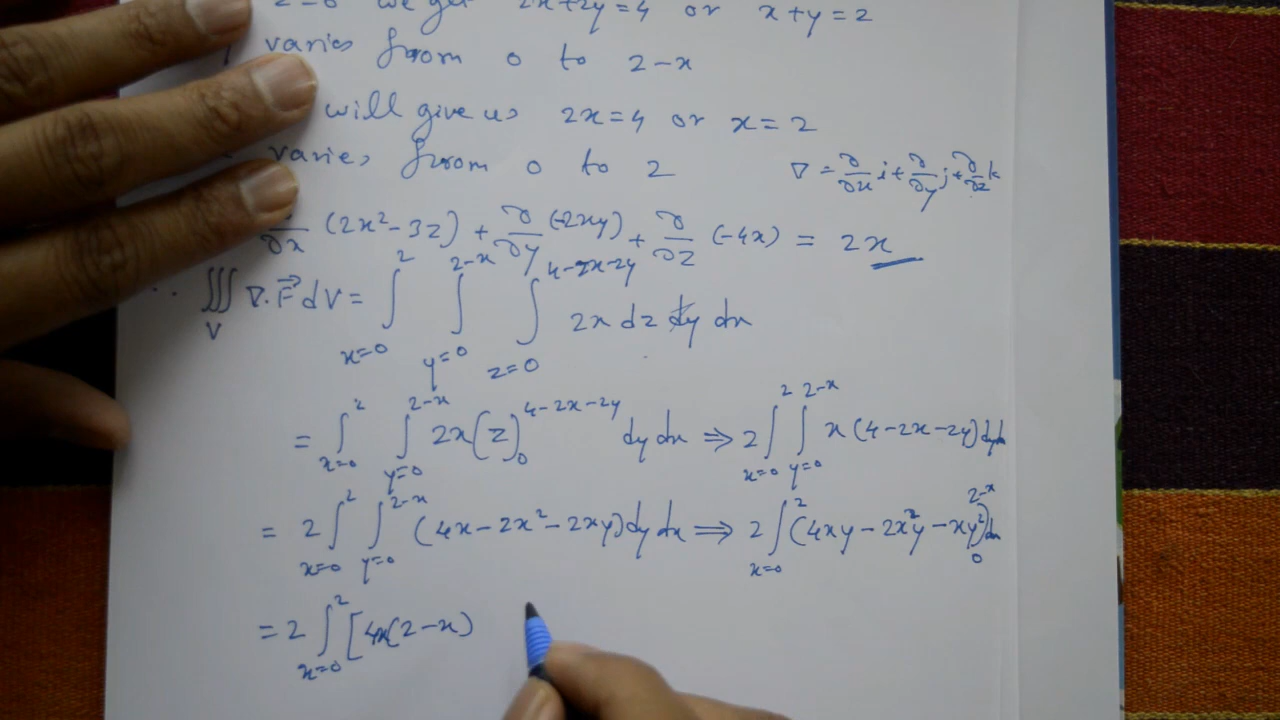 z=0 we get 2x+2y=4 or x+y=2
varies from 0 to 2-x
will give us 2x=4 or x=2
varies from 0 to 2
∇ = ∂/∂x i + ∂/∂y j + ∂/∂z k
∂/∂x (2x²-3z) + ∂/∂y (-2xy) + ∂/∂z (-4x) = 2x
∴ ∭_V ∇·F⃗ dV = ∫_{x=0}^{2} ∫_{y=0}^{2-x} ∫_{z=0}^{4-2x-2y} 2x dz dy dx
= ∫_{x=0}^{2} ∫_{y=0}^{2-x} 2x[z]_0^{4-2x-2y} dy dx ⇒ 2∫_{x=0}^{2} ∫_{y=0}^{2-x} x(4-2x-2y)dydx
= 2∫_{x=0}^{2} ∫_{y=0}^{2-x} (4x-2x²-2xy)dy dx ⇒ 2∫_{x=0}^{2} (4xy-2x²y-xy²)_0^{2-x} dx
= 2∫_{x=0}^{2} [4x(2-x)